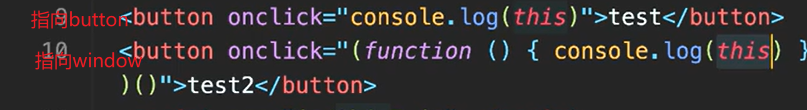 9 指向button <button onclick="console.log(this)">test</button>
10 指向window <button onclick="(function () { console.log(this) }
)()">test2</button>